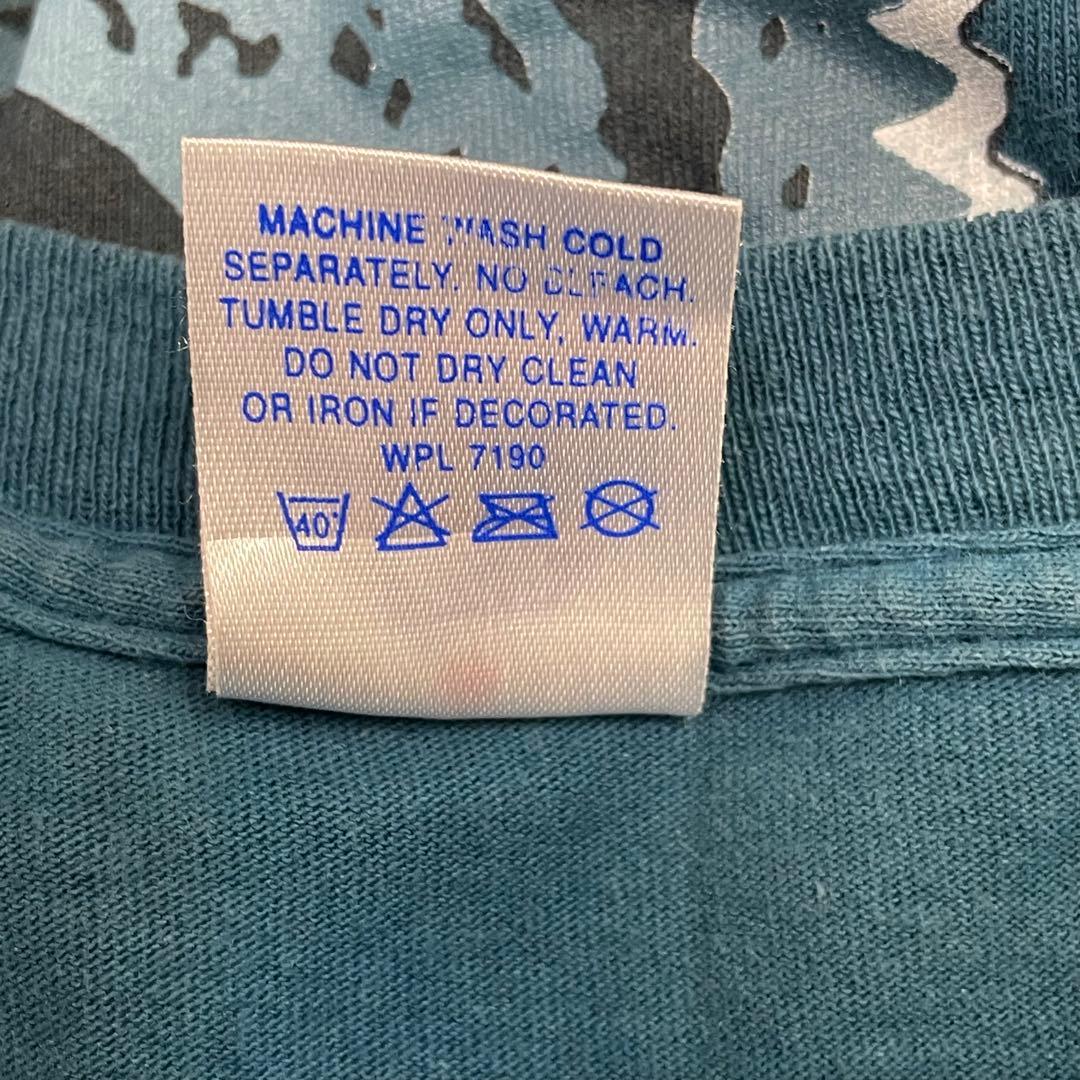 MACHINE WASH COLD
SEPARATELY. NO BLEACH.
TUMBLE DRY ONLY, WARM.
DO NOT DRY CLEAN
OR IRON IF DECORATED.
WPL 7190
40°